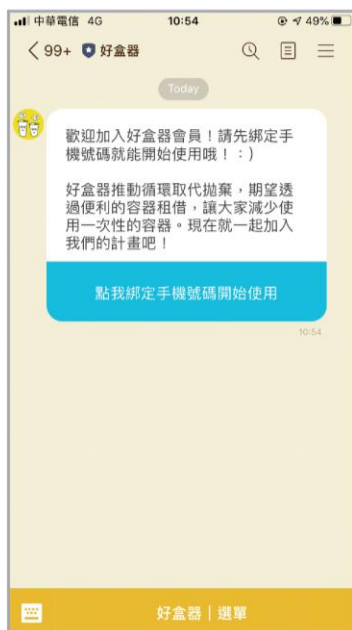 中華電信 4G
10:54
49%
99+ 好盒器
Today
歡迎加入好盒器會員！請先綁定手
機號碼就能開始使用哦！：)
好盒器推動循環取代拋棄，期望透
過便利的容器租借，讓大家減少使
用一次性的容器。現在就一起加入
我們的計畫吧！
點我綁定手機號碼開始使用
10:54
好盒器｜選單